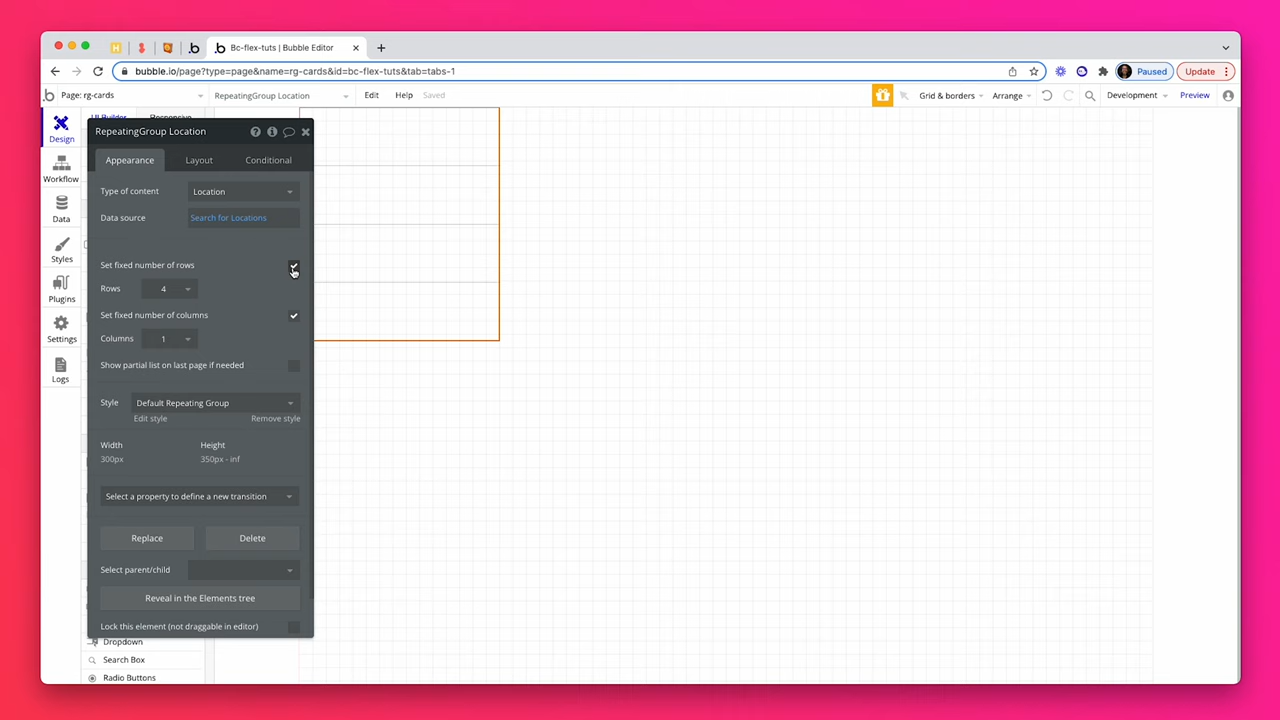 Bc-flex-tuts | Bubble Editor
bubble.io/page?type=page&name=rg-cards&id=bc-flex-tuts&tab=tabs-1
Paused
Update
Page: rg-cards
RepeatingGroup Location
Edit
Help
Saved
Grid & borders
Arrange
Development
Preview
Design
Workflow
Data
Styles
Plugins
Settings
Logs
UI Builder
Responsive
RepeatingGroup Location
Appearance
Layout
Conditional
Type of content
Location
Data source
Search for Locations
Set fixed number of rows
Rows
4
Set fixed number of columns
Columns
1
Show partial list on last page if needed
Style
Default Repeating Group
Edit style
Remove style
Width
Height
300px
350px - inf
Select a property to define a new transition
Replace
Delete
Select parent/child
Reveal in the Elements tree
Lock this element (not draggable in editor)
Dropdown
Search Box
Radio Buttons